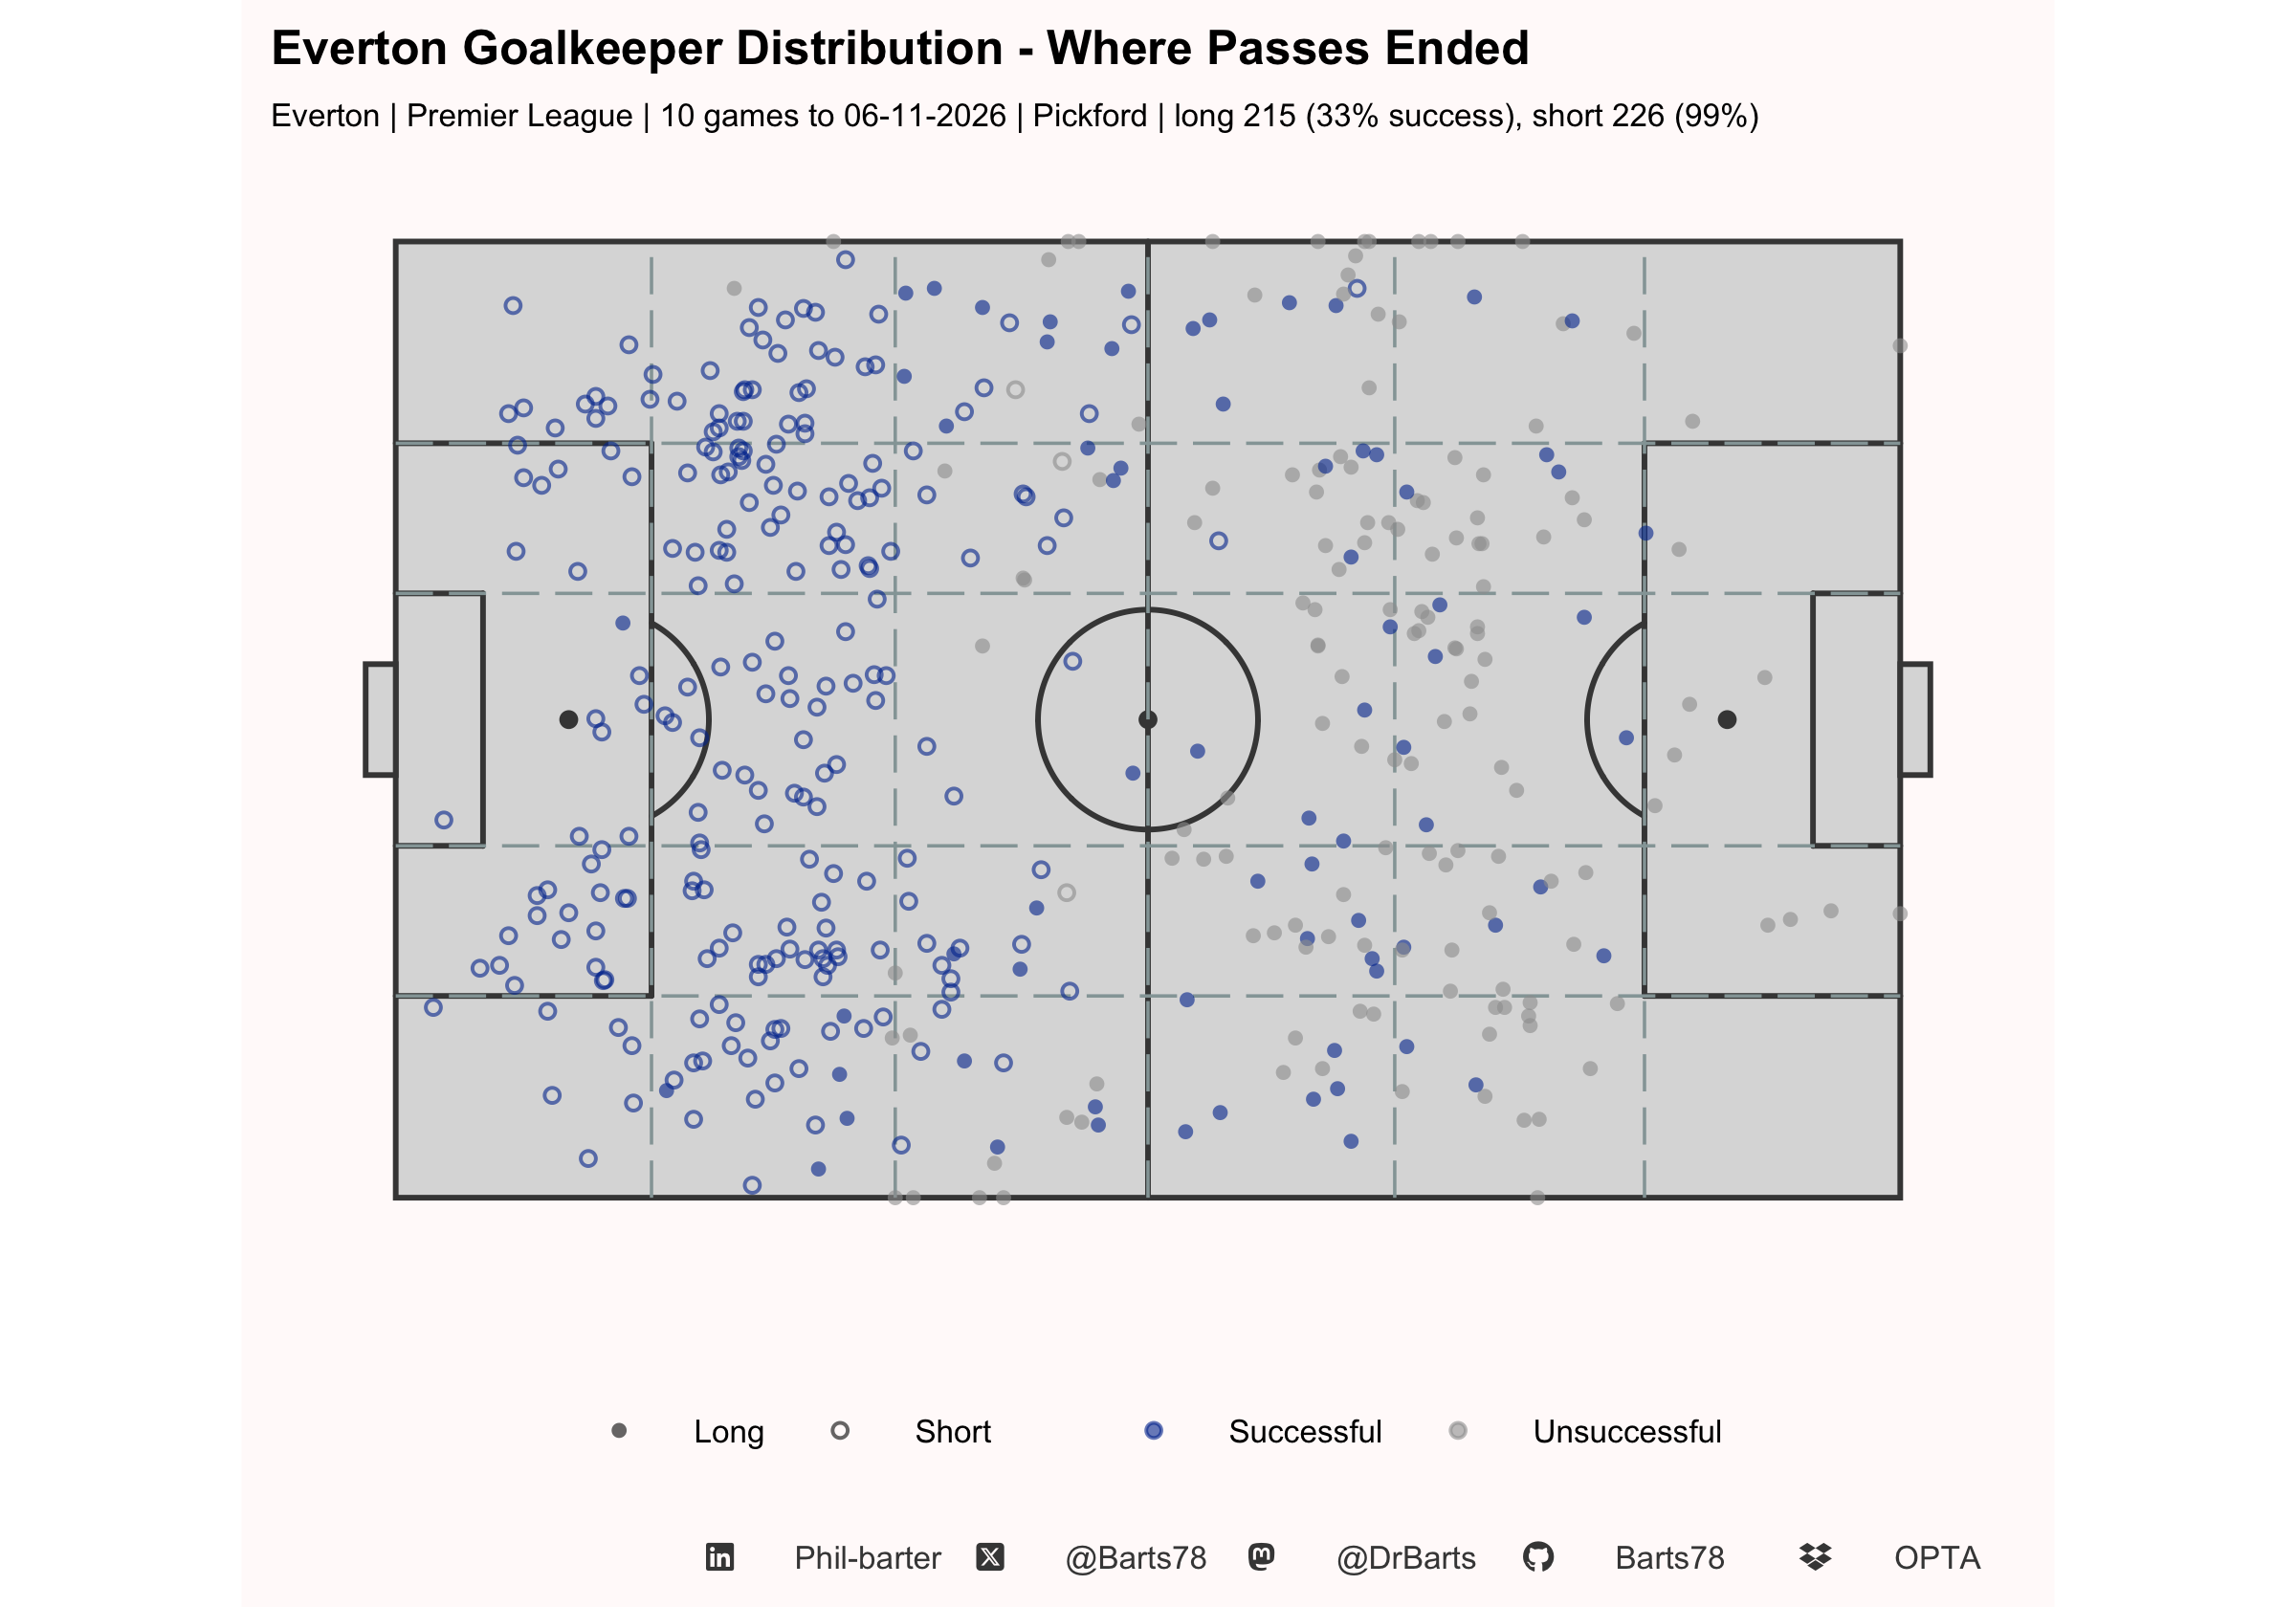 Everton Goalkeeper Distribution - Where Passes Ended
Everton | Premier League | 10 games to 06-11-2026 | Pickford | long 215 (33% success), short 226 (99%)
Long Short Successful Unsuccessful
Phil-barter @Barts78 @DrBarts Barts78 OPTA